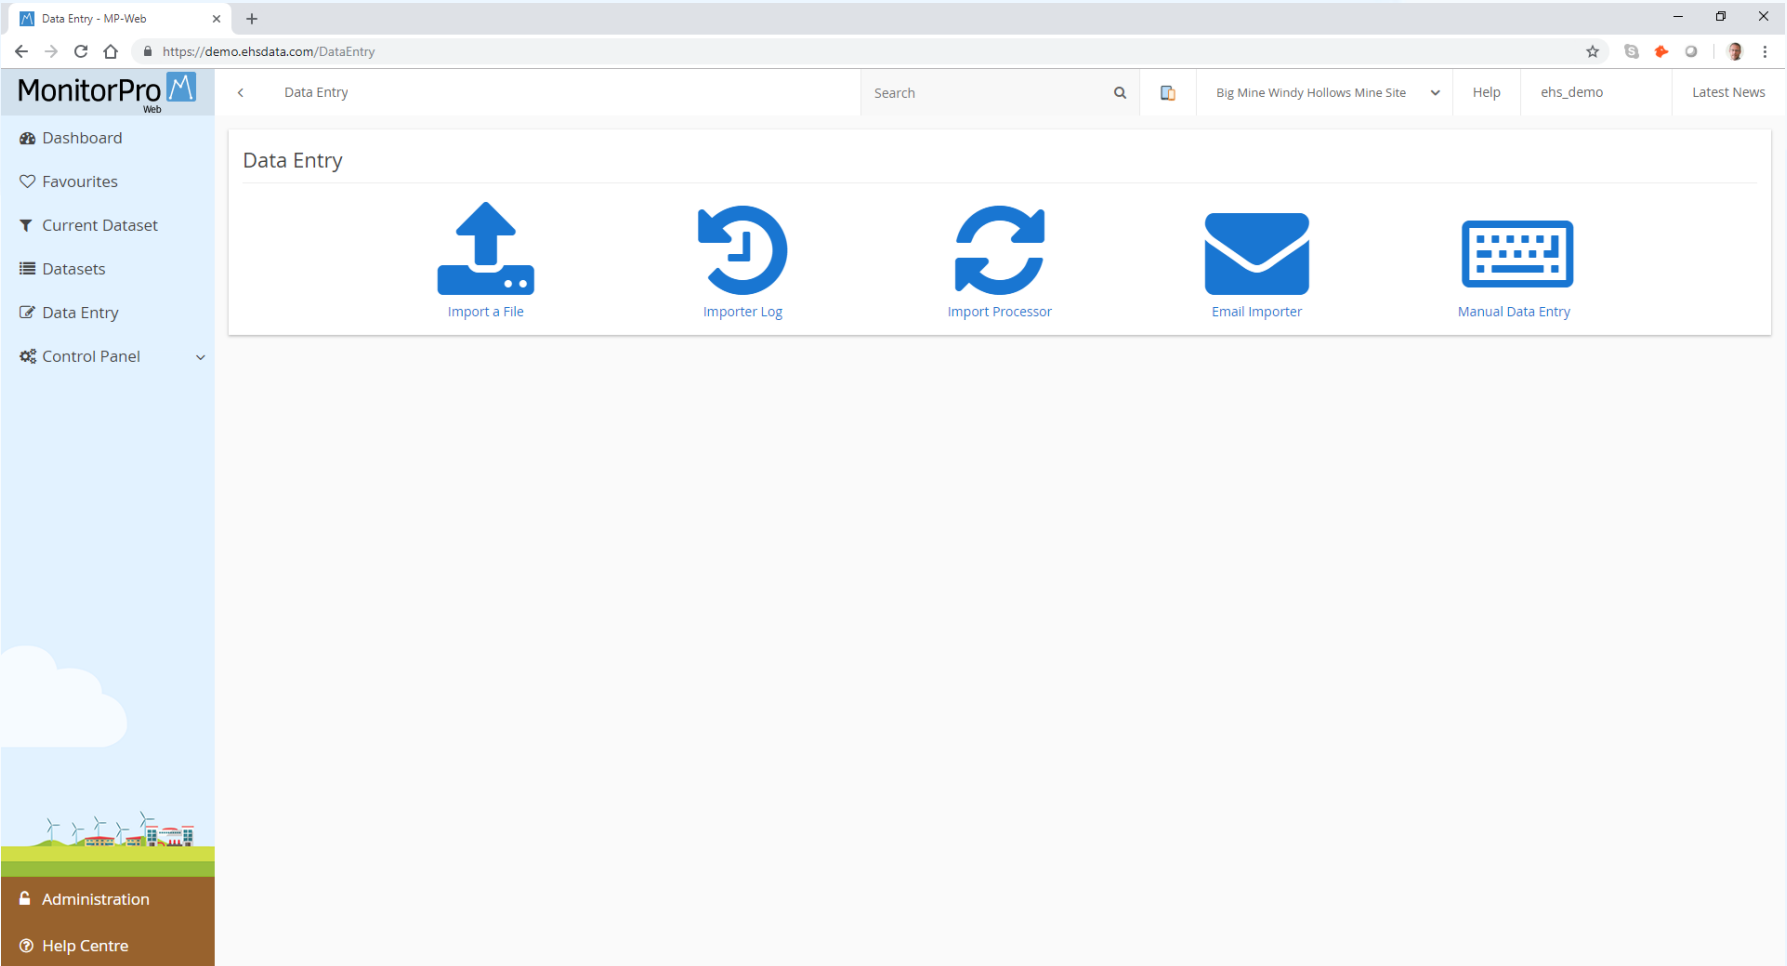 Data Entry - MP-Web
https://demo.ehsdata.com/DataEntry
MonitorPro
Web
Data Entry
Search
Big Mine Windy Hollows Mine Site
Help
ehs_demo
Latest News
Dashboard
Favourites
Current Dataset
Datasets
Data Entry
Control Panel
Data Entry
Import a File
Importer Log
Import Processor
Email Importer
Manual Data Entry
Administration
Help Centre